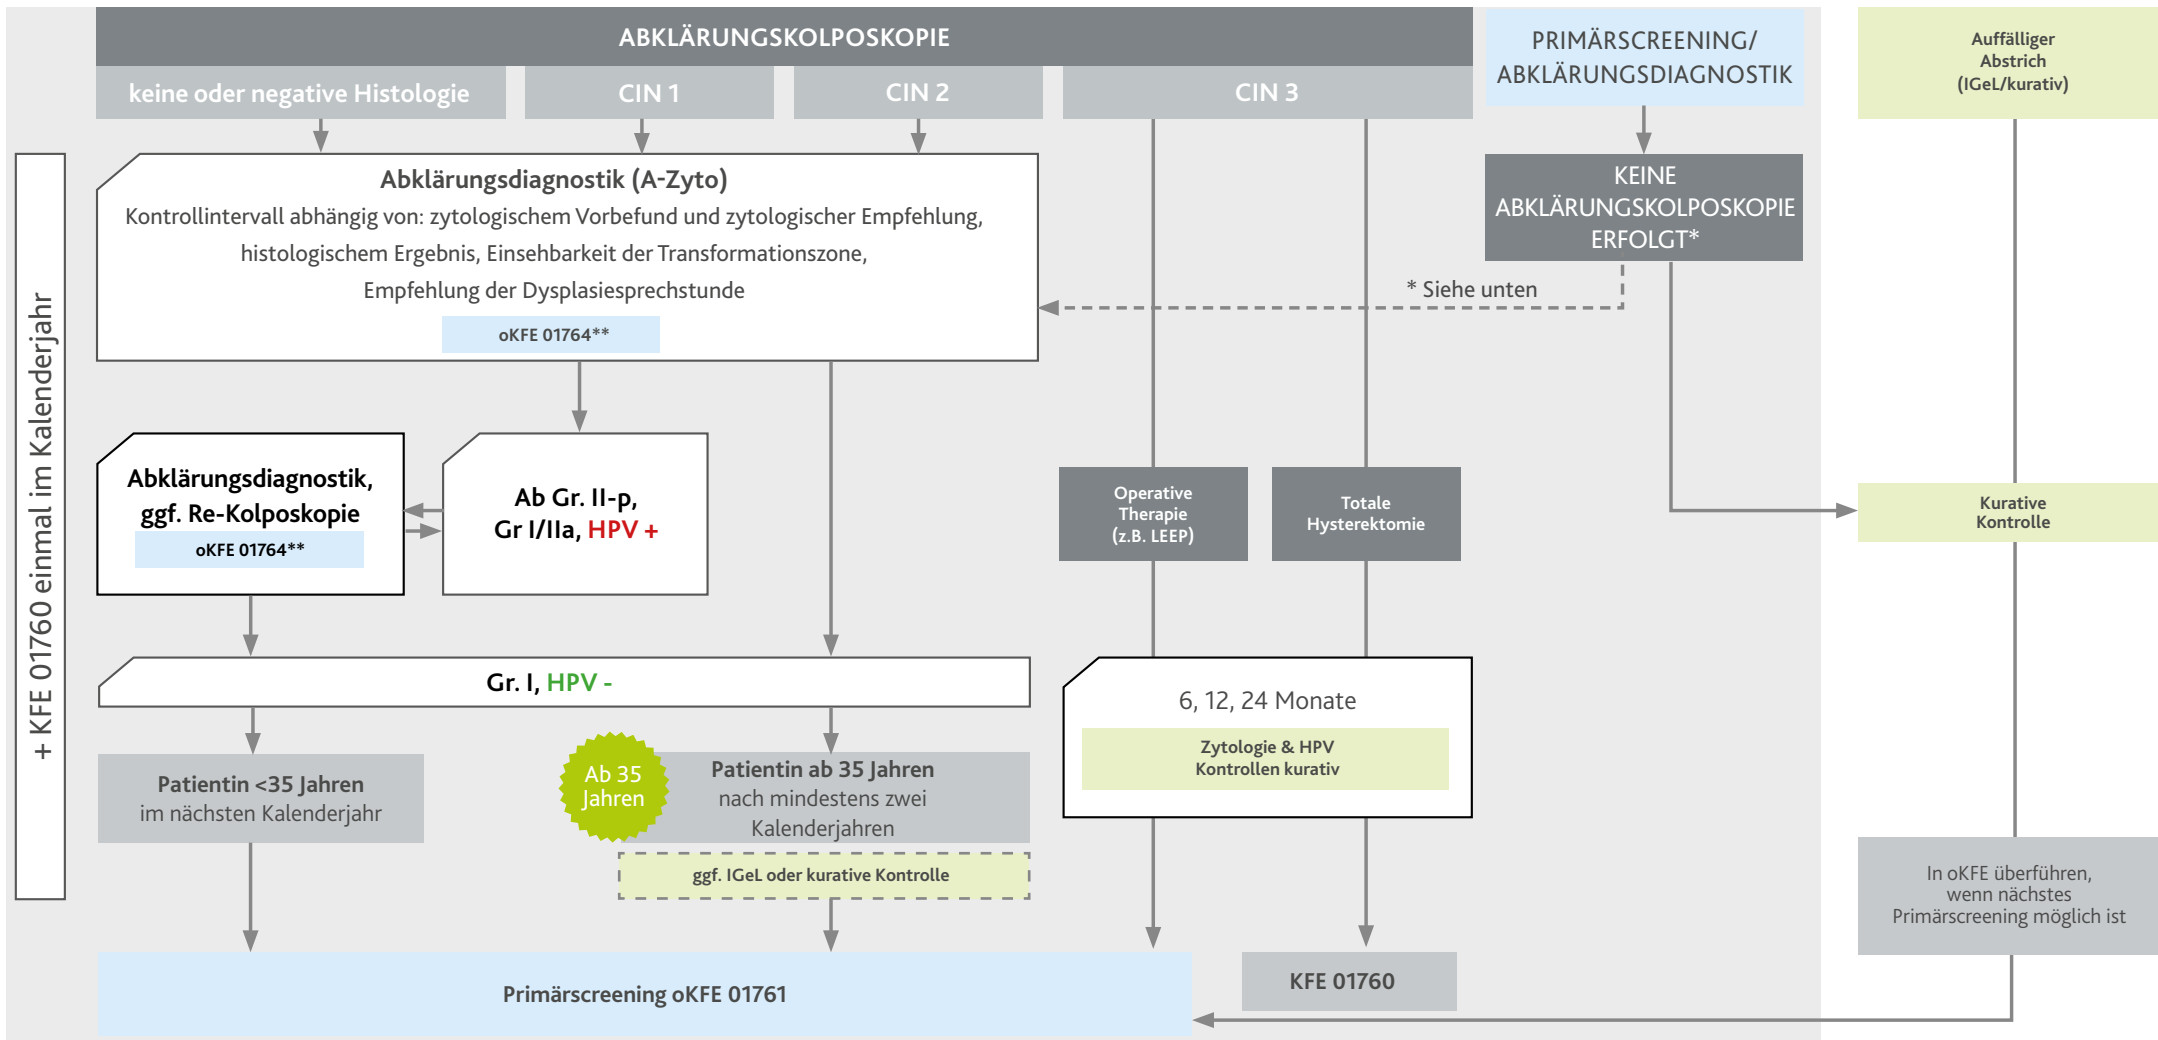 ABKLÄRUNGSKOLPOSKOPIE
keine oder negative Histologie
CIN 1
CIN 2
CIN 3
PRIMÄRSCREENING/
ABKLÄRUNGSDIAGNOSTIK
Auffälliger
Abstrich
(IGeL/kurativ)
+ KFE 01760 einmal im Kalenderjahr
Abklärungsdiagnostik (A-Zyto)
Kontrollintervall abhängig von: zytologischem Vorbefund und zytologischer Empfehlung,
histologischem Ergebnis, Einsehbarkeit der Transformationszone,
Empfehlung der Dysplasiesprechstunde
oKFE 01764**
KEINE
ABKLÄRUNGSKOLPOSKOPIE
ERFOLGT*
* Siehe unten
Abklärungsdiagnostik,
ggf. Re-Kolposkopie
oKFE 01764**
Ab Gr. II-p,
Gr I/IIa, HPV +
Operative
Therapie
(z.B. LEEP)
Totale
Hysterektomie
Kurative
Kontrolle
Gr. I, HPV -
6, 12, 24 Monate
Zytologie & HPV
Kontrollen kurativ
Patientin <35 Jahren
im nächsten Kalenderjahr
Ab 35
Jahren
Patientin ab 35 Jahren
nach mindestens zwei
Kalenderjahren
ggf. IGeL oder kurative Kontrolle
In oKFE überführen,
wenn nächstes
Primärscreening möglich ist
Primärscreening oKFE 01761
KFE 01760